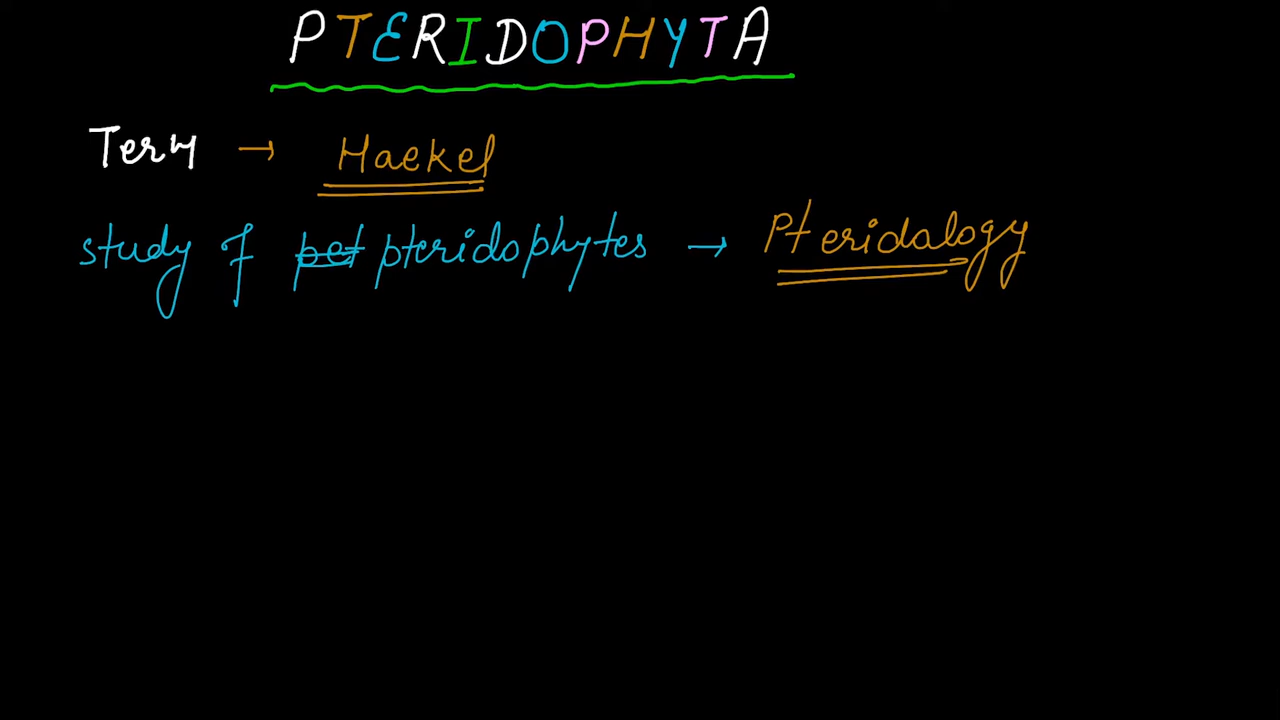 PTERIDOPHYTA
Term → Haekel
study of pet pteridophytes → Pteridalogy